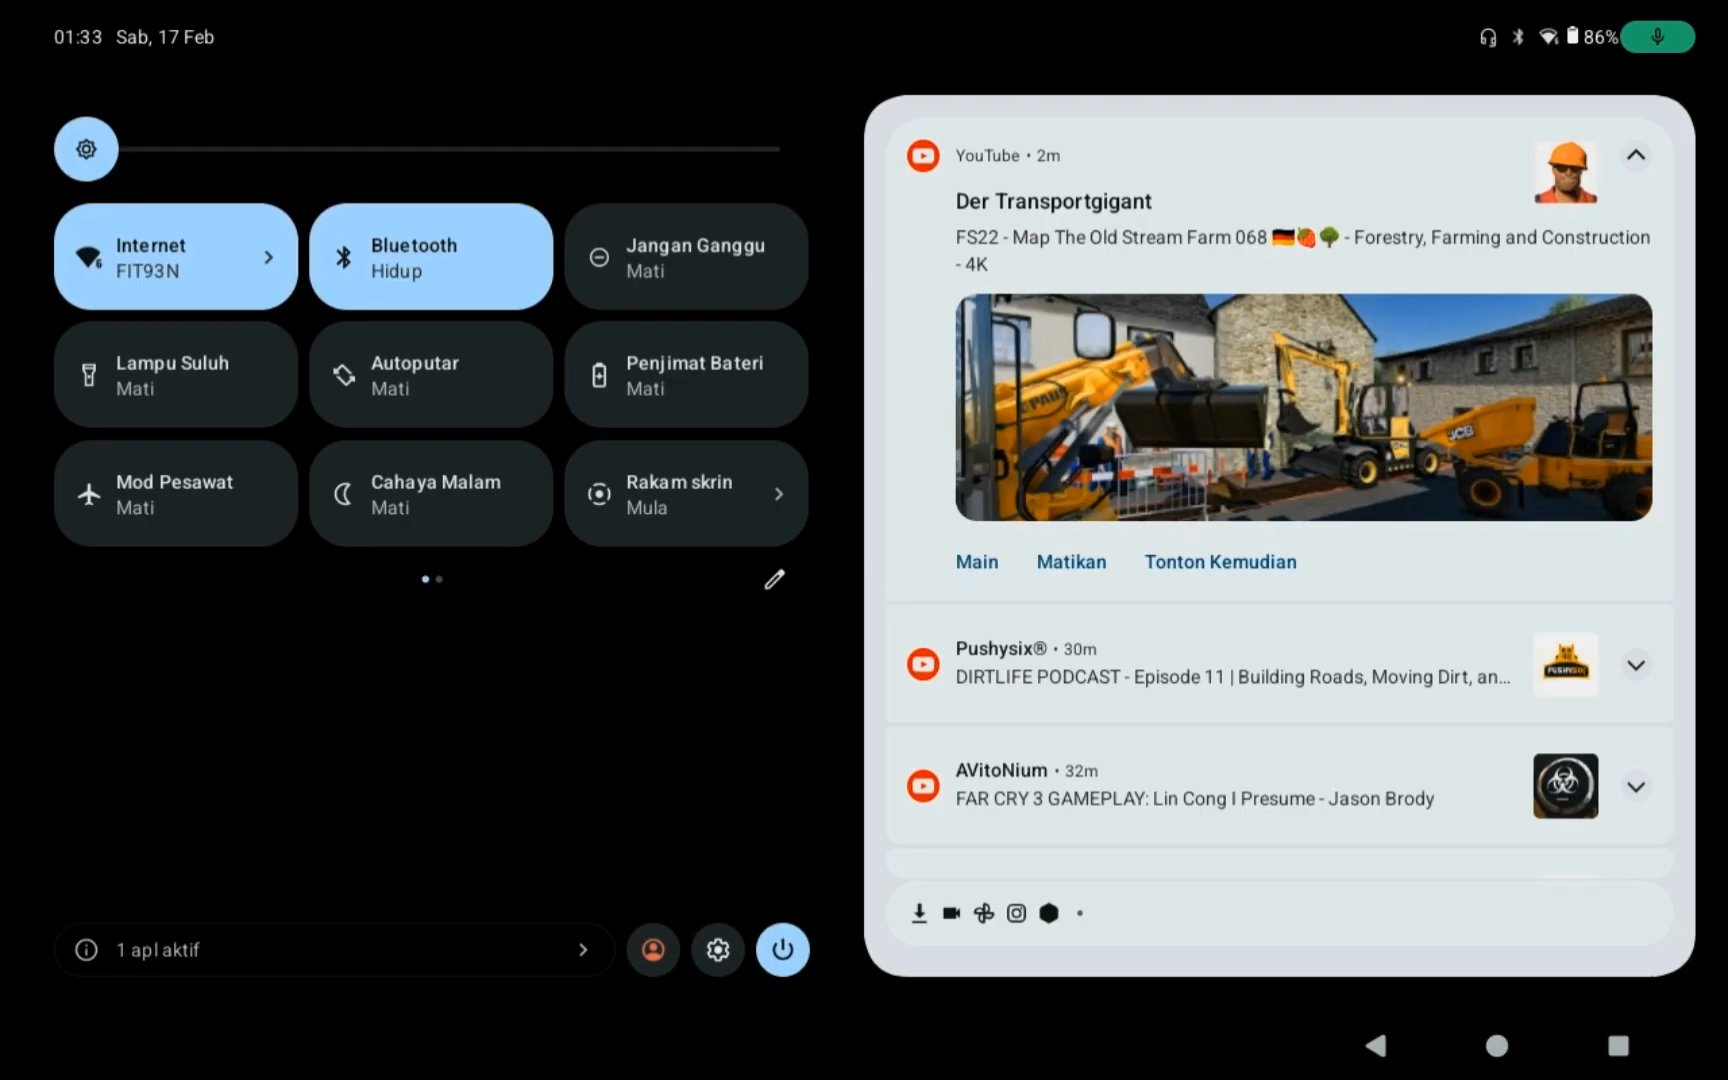 01:33 Sab, 17 Feb
86%
Internet
FIT93N
Bluetooth
Hidup
Jangan Ganggu
Mati
Lampu Suluh
Mati
Autoputar
Mati
Penjimat Bateri
Mati
Mod Pesawat
Mati
Cahaya Malam
Mati
Rakam skrin
Mula
1 apl aktif
YouTube • 2m
Der Transportgigant
FS22 - Map The Old Stream Farm 068 🇩🇪🍓🌳 - Forestry, Farming and Construction
- 4K
JCB
Main Matikan Tonton Kemudian
Pushysix® • 30m
DIRTLIFE PODCAST - Episode 11 | Building Roads, Moving Dirt, an...
AVitoNium • 32m
FAR CRY 3 GAMEPLAY: Lin Cong I Presume - Jason Brody